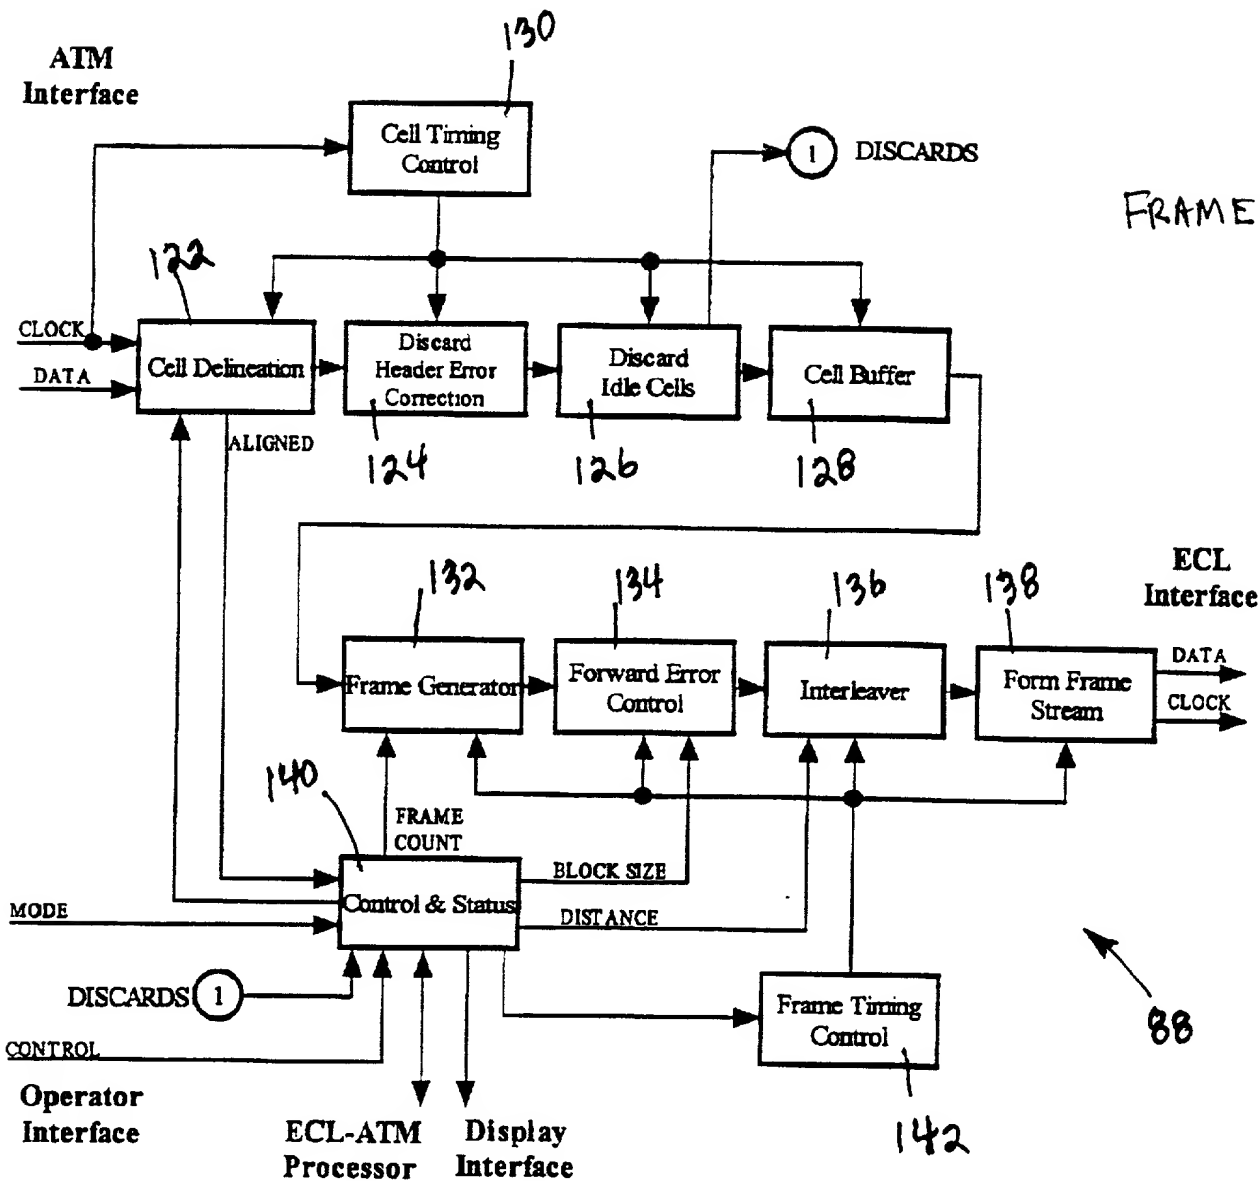 130
ATM
Interface
Cell Timing
Control
1
DISCARDS
FRAME
122
CLOCK
DATA
Cell Delineation
Discard
Header Error
Correction
Discard
Idle Cells
Cell Buffer
ALIGNED
124
126
128
132
134
136
138
ECL
Interface
Frame Generator
Forward Error
Control
Interleaver
Form Frame
Stream
DATA
CLOCK
140
FRAME
COUNT
BLOCK SIZE
Control & Status
MODE
DISTANCE
DISCARDS
1
Frame Timing
Control
88
CONTROL
Operator
Interface
ECL-ATM
Processor
Display
Interface
142